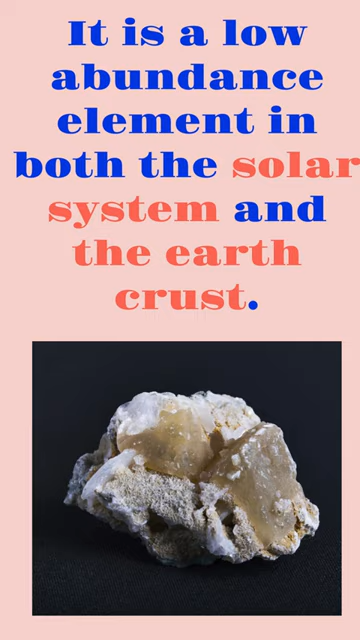 It is a low
abundance
element in
both the solar
system and
the earth
crust.